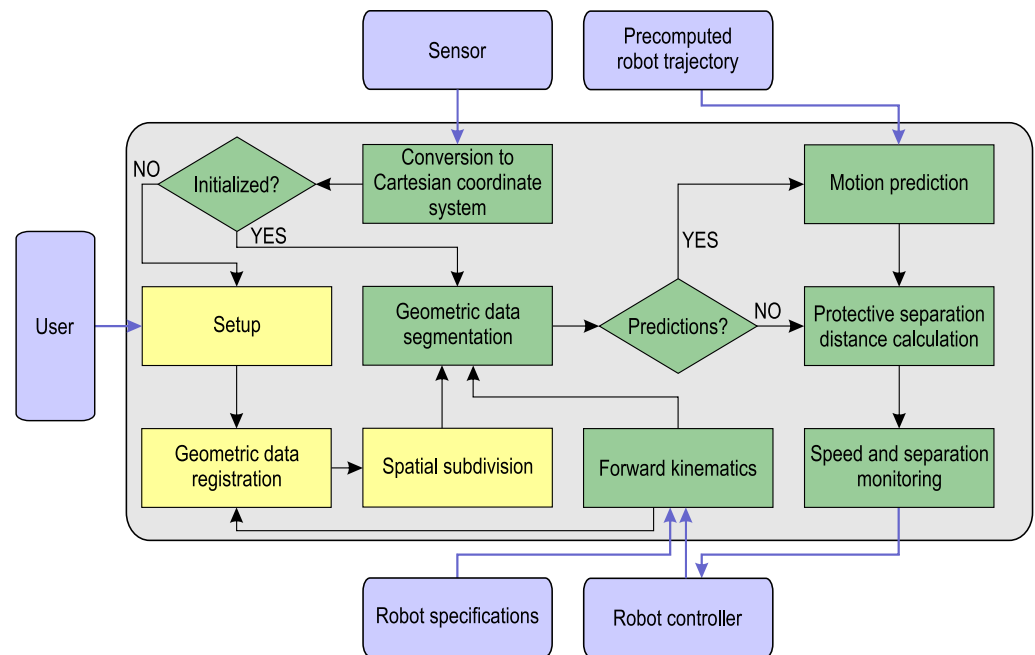 Sensor
Precomputed
robot trajectory
NO
Initialized?
Conversion to
Cartesian coordinate
system
Motion prediction
YES
YES
User
Setup
Geometric data
segmentation
Predictions?
NO
Protective separation
distance calculation
Geometric data
registration
Spatial subdivision
Forward kinematics
Speed and separation
monitoring
Robot specifications
Robot controller